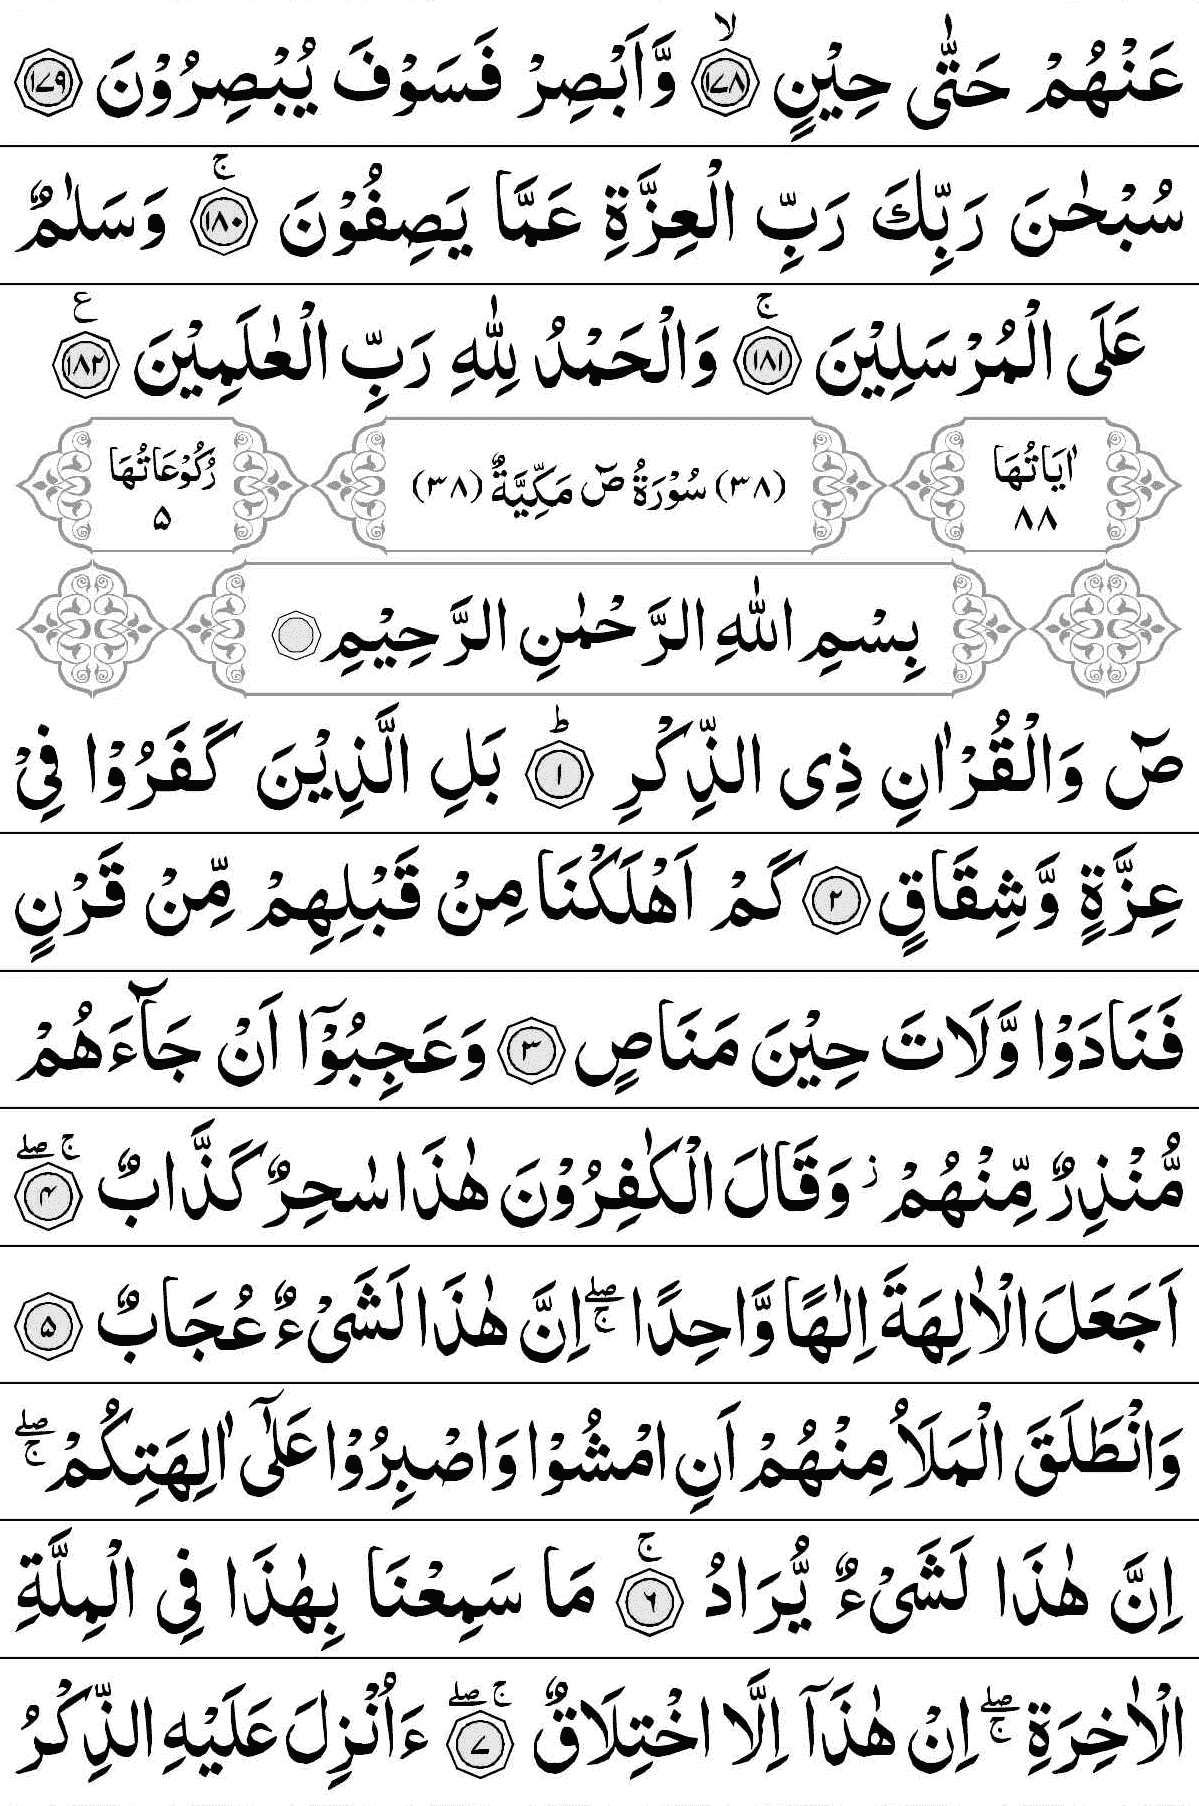 عَنْهُمْ حَتّٰى حِيْنٍ ۙ﴿۱۷۸﴾ وَّاَبْصِرْ فَسَوْفَ يُبْصِرُوْنَ ﴿۱۷۹﴾
سُبْحٰنَ رَبِّكَ رَبِّ الْعِزَّةِ عَمَّا يَصِفُوْنَ ۚ﴿۱۸۰﴾ وَسَلٰمٌ
عَلَى الْمُرْسَلِيْنَ ۚ﴿۱۸۱﴾ وَالْحَمْدُ لِلّٰهِ رَبِّ الْعٰلَمِيْنَ ﴿۱۸۲﴾ ع
اٰيَاتُهَا ۸۸ (۳۸) سُوْرَةُ صٓ مَكِّيَّةٌ (۳۸) رُكُوْعَاتُهَا ۵
بِسْمِ اللّٰهِ الرَّحْمٰنِ الرَّحِيْمِ
صٓ وَالْقُرْاٰنِ ذِى الذِّكْرِ ؕ﴿۱﴾ بَلِ الَّذِيْنَ كَفَرُوْا فِىْ
عِزَّةٍ وَّشِقَاقٍ ﴿۲﴾ كَمْ اَهْلَكْنَا مِنْ قَبْلِهِمْ مِّنْ قَرْنٍ
فَنَادَوْا وَّلَاتَ حِيْنَ مَنَاصٍ ﴿۳﴾ وَعَجِبُوْۤا اَنْ جَآءَهُمْ
مُّنْذِرٌ مِّنْهُمْ ز وَقَالَ الْكٰفِرُوْنَ هٰذَا سٰحِرٌ كَذَّابٌ ۖۚ﴿۴﴾
اَجَعَلَ الْاٰلِهَةَ اِلٰهًا وَّاحِدًا ۖۚ اِنَّ هٰذَا لَشَىْءٌ عُجَابٌ ﴿۵﴾
وَانْطَلَقَ الْمَلَاُ مِنْهُمْ اَنِ امْشُوْا وَاصْبِرُوْا عَلٰٓى اٰلِهَتِكُمْ ۖۚ
اِنَّ هٰذَا لَشَىْءٌ يُّرَادُ ۚ﴿۶﴾ مَا سَمِعْنَا بِهٰذَا فِى الْمِلَّةِ
الْاٰخِرَةِ ۖۚ اِنْ هٰذَاۤ اِلَّا اخْتِلَاقٌ ۖۚ﴿۷﴾ ءَاُنْزِلَ عَلَيْهِ الذِّكْرُ